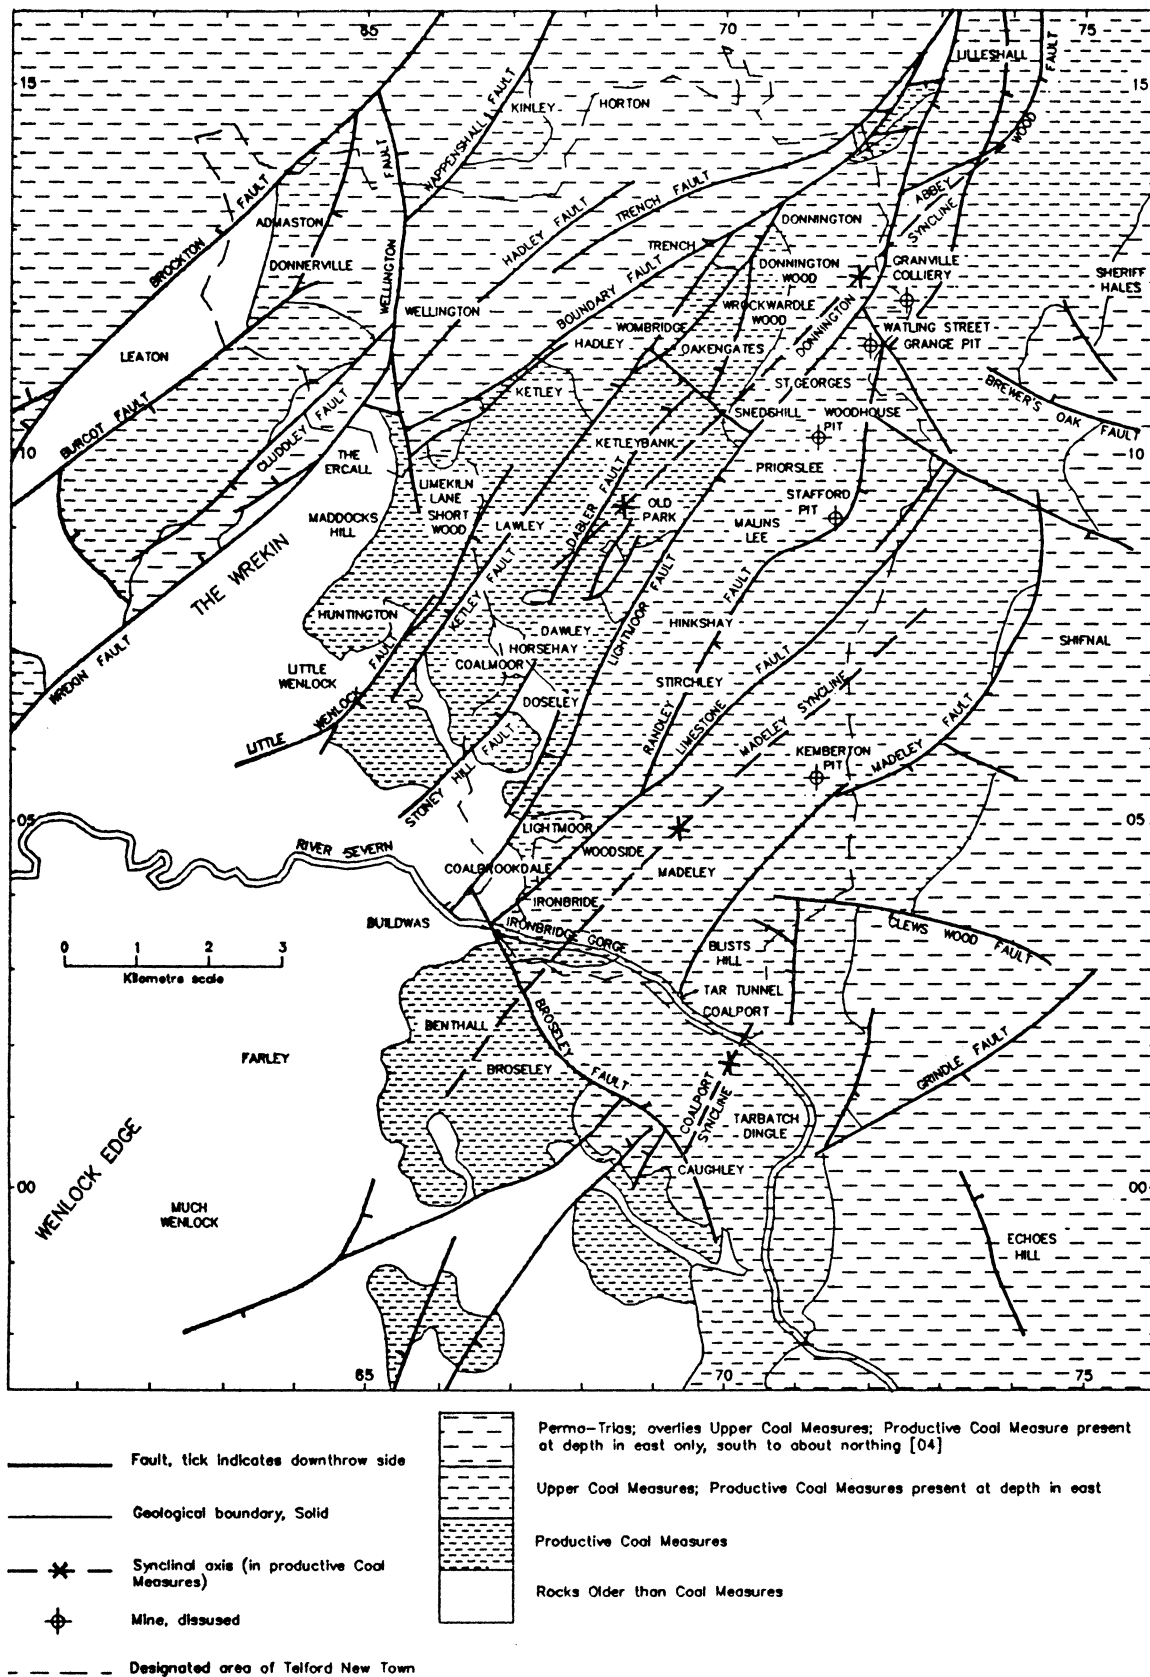 65
70
75
LILLESHALL
FAULT
15
15
KINLEY
HORTON
WAPPENSHALL FAULT
WOOD
FAULT
ABBEY
SYNCLINE
ADMASTON
BROCKTON FAULT
DONNERVILLE
WELLINGTON
HADLEY FAULT
TRENCH FAULT
TRENCH
DONNINGTON
DONNINGTON
WOOD
GRANVILLE
COLLIERY
SHERIFF
HALES
WELLINGTON
BOUNDARY FAULT
WROCKWARDLE
WOOD
WOMBRIDGE
DONNINGTON
WATLING STREET
GRANGE PIT
LEATON
HADLEY
OAKENGATES
ST.GEORGES
KETLEY
SNEDSHILL
WOODHOUSE
PIT
BREWER'S OAK FAULT
BURCOT FAULT
CLUDDLEY FAULT
10
10
KETLEYBANK
THE
ERCALL
PRIORSLEE
LIMEKILN
LANE
SHORT
WOOD
STAFFORD
PIT
MADDOCKS
HILL
LAWLEY
DABLER FAULT
OLD
PARK
MALINS
LEE
THE WREKIN
KETLEY FAULT
LIGHTMOOR FAULT
HUNTINGTON
HINKSHAY
FAULT
DAWLEY
HORSEHAY
COALMOOR
SHIFNAL
WREKIN FAULT
LITTLE
WENLOCK
STIRCHLEY
DOSELEY
LITTLE WENLOCK FAULT
RANDLEY
LIMESTONE FAULT
MADELEY SYNCLINE
KEMBERTON
PIT
MADELEY FAULT
STONEY HILL FAULT
05
05
LIGHTMOOR
RIVER SEVERN
WOODSIDE
COALBROOKDALE
MADELEY
IRONBRIDE
BUILDWAS
IRONBRIDGE GORGE
CLEWS WOOD FAULT
0 1 2 3
Kilometre scale
BLISTS
HILL
TAR TUNNEL
COALPORT
BENTHALL
BROSELEY FAULT
FARLEY
BROSELEY
GRINDLE FAULT
COALPORT
SYNCLINE
TARBATCH
DINGLE
WENLOCK EDGE
CAUGHLEY
00
00
MUCH
WENLOCK
ECHOES
HILL
65
70
75
Fault, tick indicates downthrow side
Geological boundary, Solid
Synclinal axis (in productive Coal
Measures)
Mine, disused
Designated area of Telford New Town
Permo-Trias; overlies Upper Coal Measures; Productive Coal Measure present
at depth in east only, south to about northing [04]
Upper Coal Measures; Productive Coal Measures present at depth in east
Productive Coal Measures
Rocks Older than Coal Measures